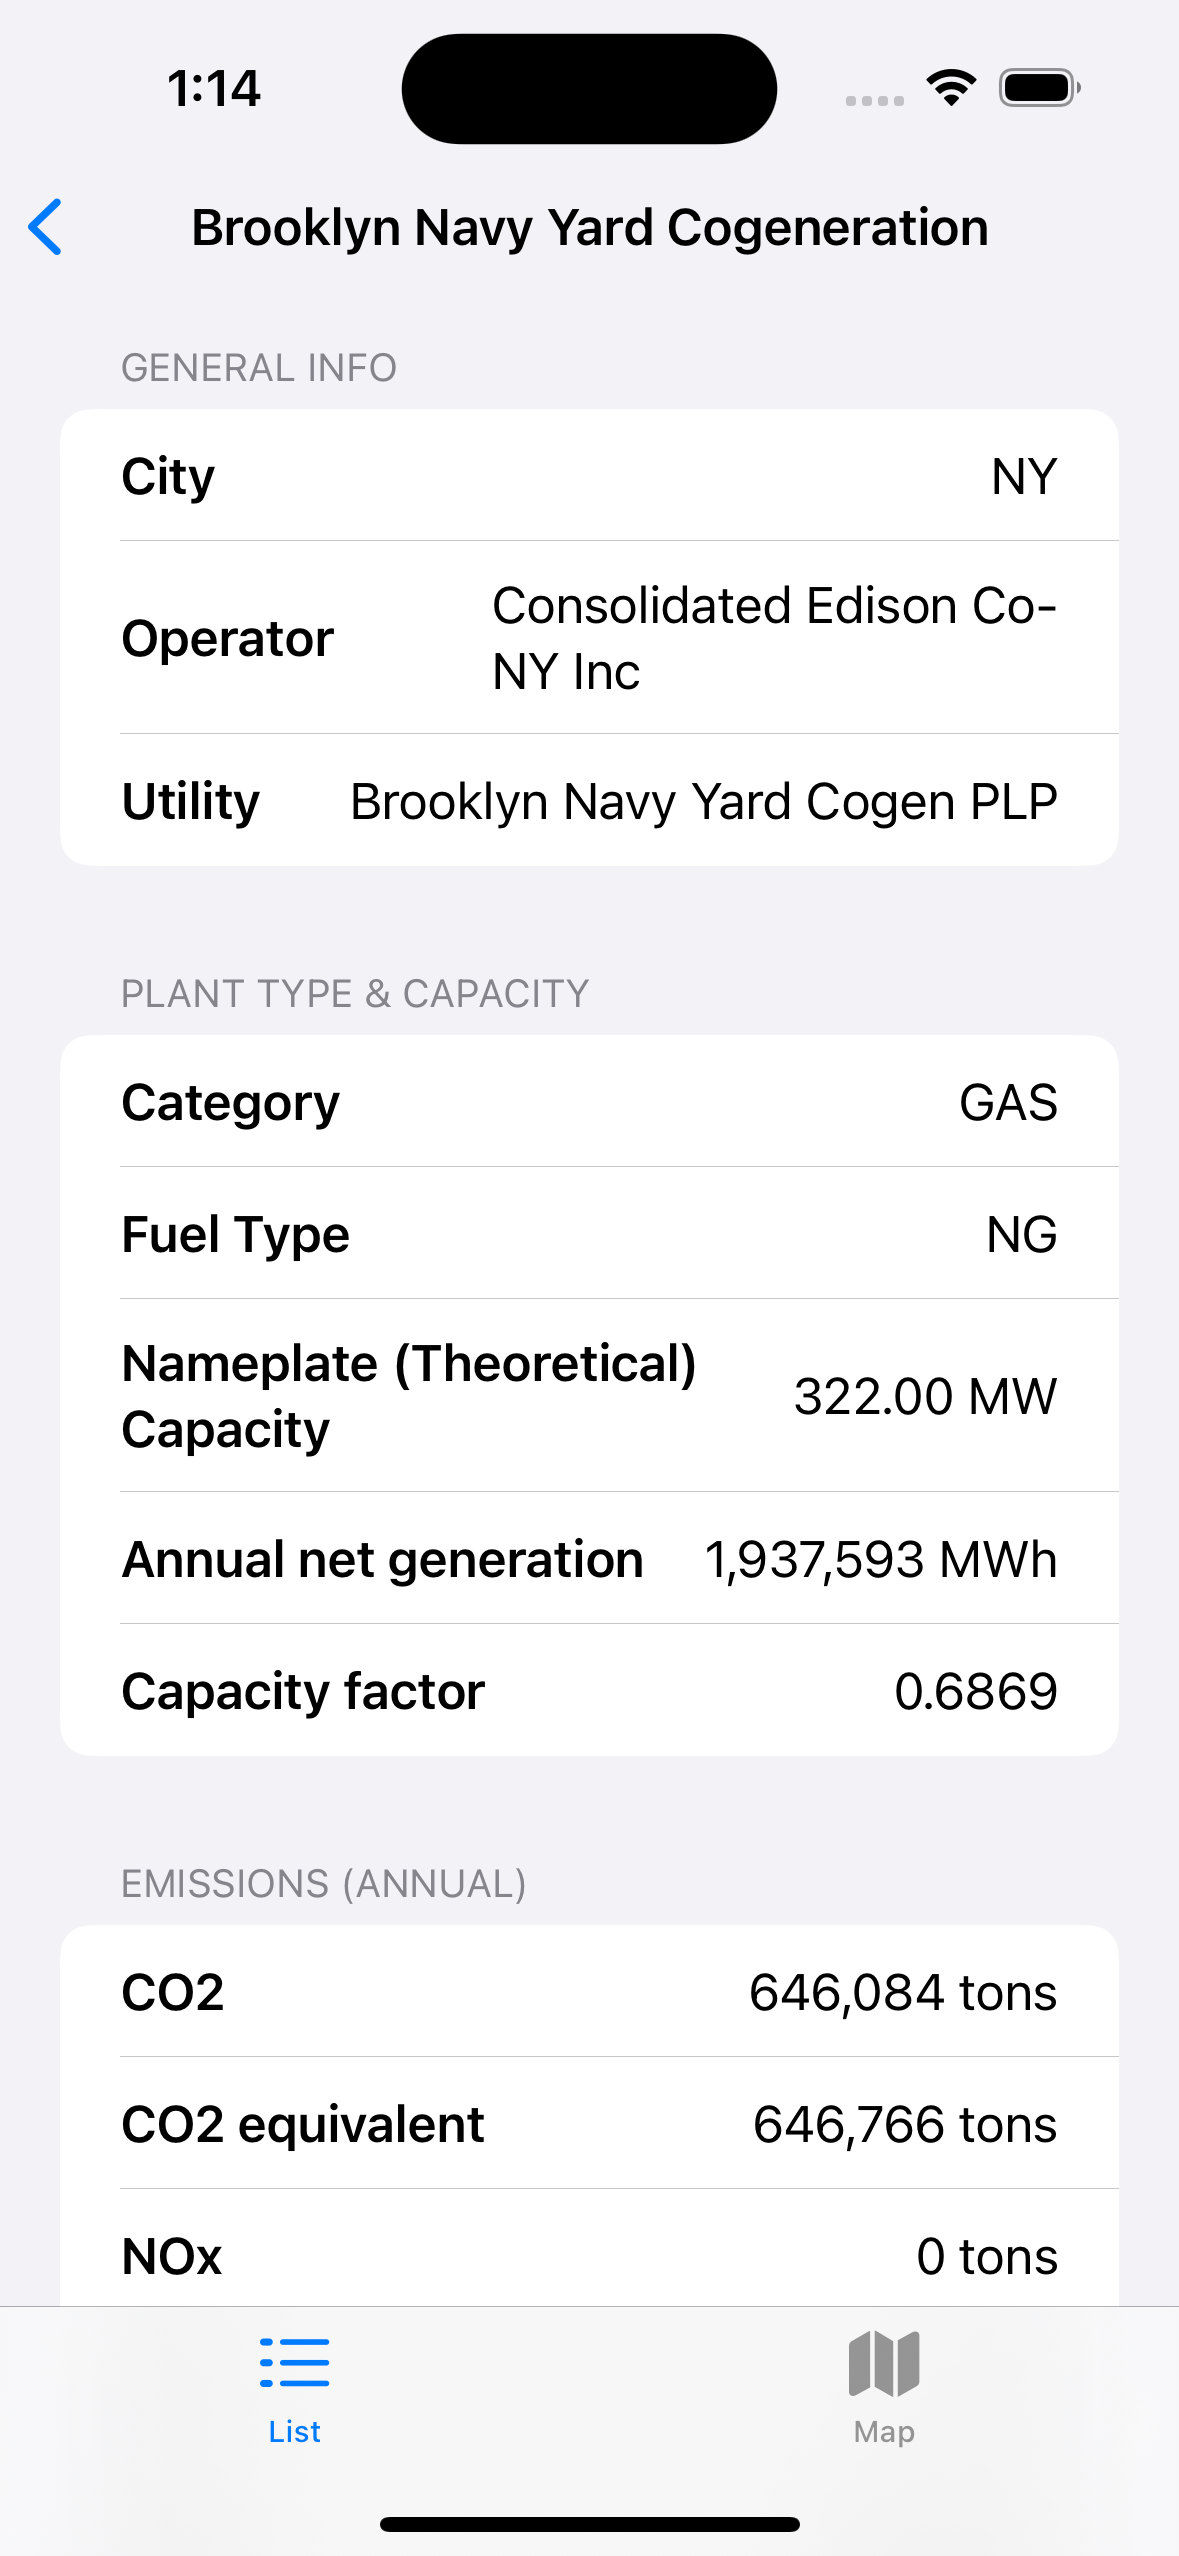 1:14
Brooklyn Navy Yard Cogeneration
GENERAL INFO
City NY
Operator Consolidated Edison Co-
NY Inc
Utility Brooklyn Navy Yard Cogen PLP
PLANT TYPE & CAPACITY
Category GAS
Fuel Type NG
Nameplate (Theoretical)
Capacity 322.00 MW
Annual net generation 1,937,593 MWh
Capacity factor 0.6869
EMISSIONS (ANNUAL)
CO2 646,084 tons
CO2 equivalent 646,766 tons
NOx 0 tons
List Map